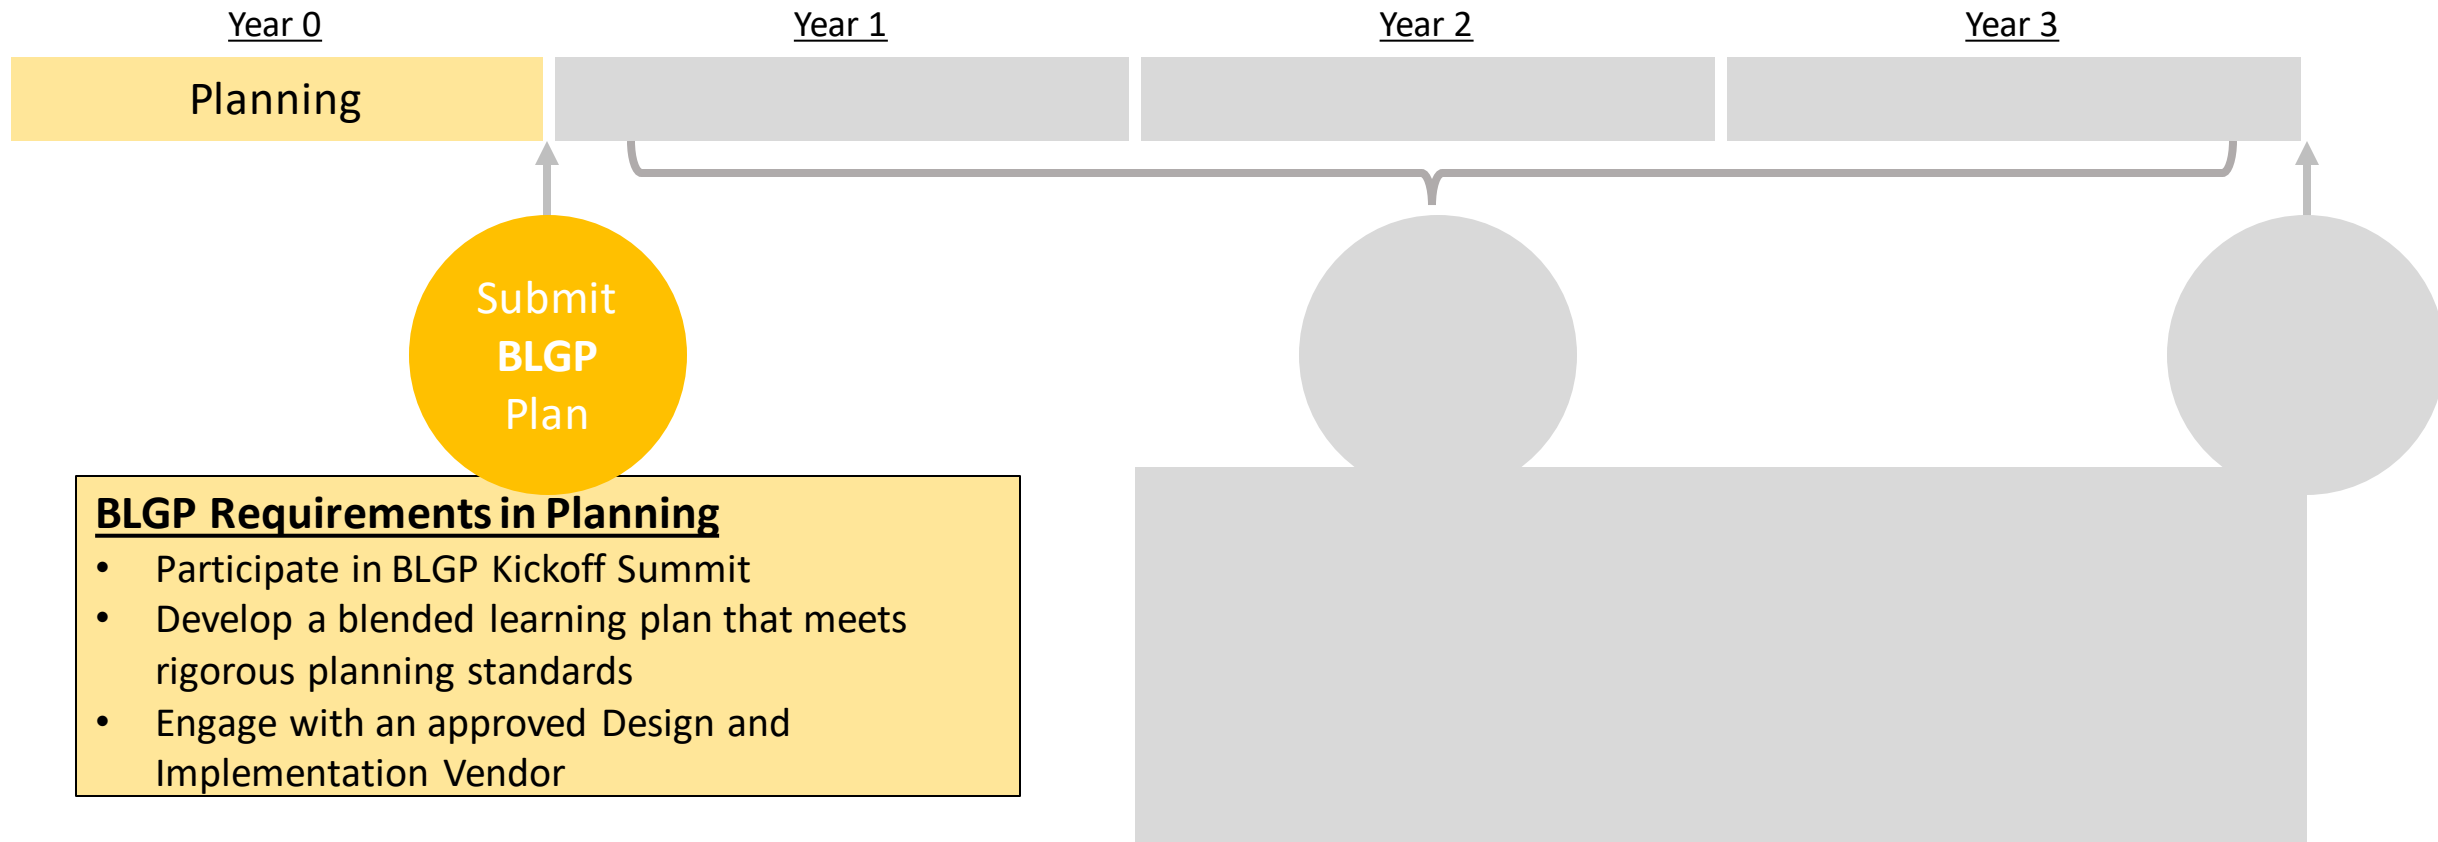 Year 0
Year 1
Year 2
Year 3
Planning
Submit
BLGP
Plan
BLGP Requirements in Planning
• Participate in BLGP Kickoff Summit
• Develop a blended learning plan that meets
rigorous planning standards
• Engage with an approved Design and
Implementation Vendor